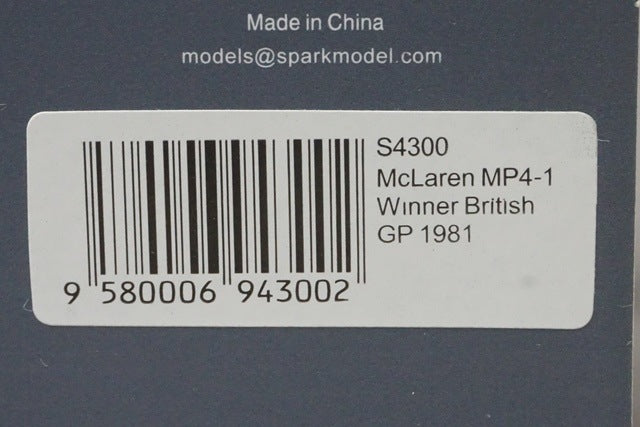 Made in China
models@sparkmodel.com
S4300
McLaren MP4-1
Winner British
GP 1981
9 580006 943002